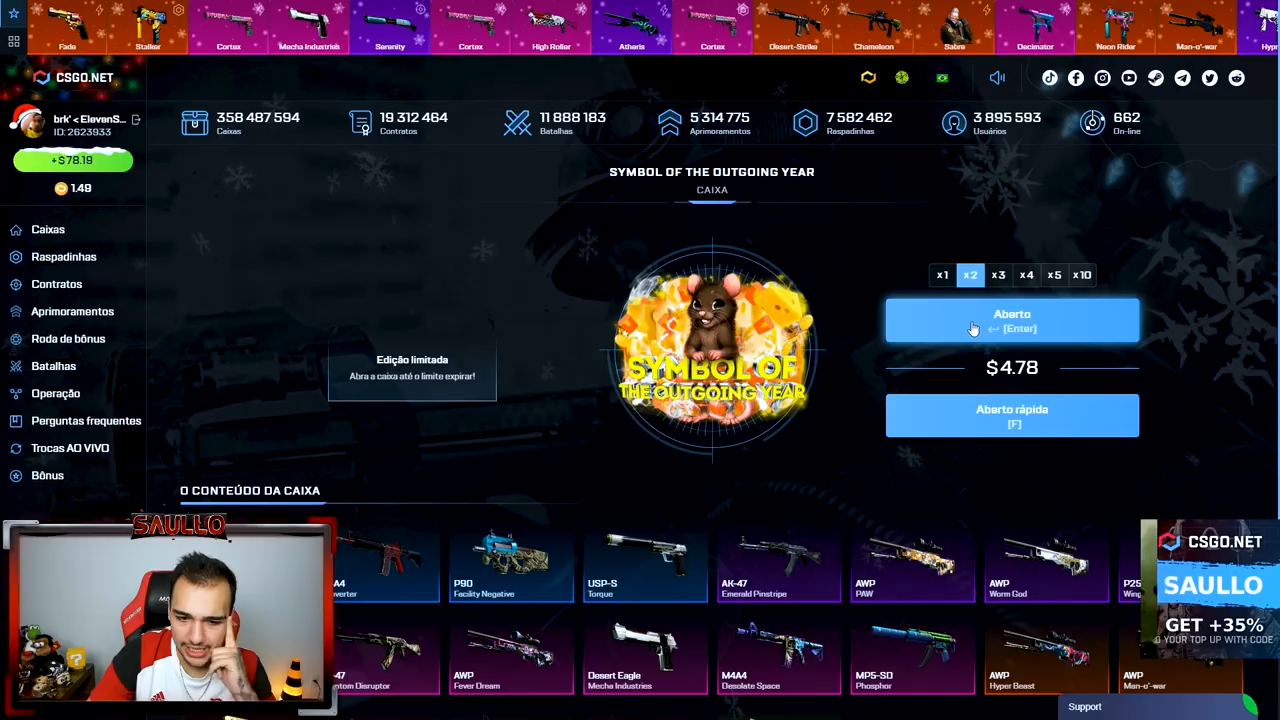 Fade
Stalker
Cortex
Mecha Industries
Serenity
Cortex
High Roller
Atheris
Cortex
Desert-Strike
Chameleon
Sabre
Decimator
Neon Rider
Man-o'-war
CSGO.NET
brk' < ElevenS...
ID: 2623933
+$78.19
1.49
358 487 594
Caixas
19 312 464
Contratos
11 888 183
Batalhas
5 314 775
Aprimoramentos
7 582 462
Raspadinhas
3 895 593
Usuários
662
On-line
Caixas
Raspadinhas
Contratos
Aprimoramentos
Roda de bônus
Batalhas
Operação
Perguntas frequentes
Trocas AO VIVO
Bônus
SYMBOL OF THE OUTGOING YEAR
CAIXA
Edição limitada
Abra a caixa até o limite expirar!
SYMBOL OF
THE OUTGOING YEAR
x1 x2 x3 x4 x5 x10
Aberto
[Enter]
$4.78
Aberto rápida
[F]
O CONTEÚDO DA CAIXA
P90
Facility Negative
USP-S
Torque
AK-47
Emerald Pinstripe
AWP
PAW
AWP
Worm God
AWP
Fever Dream
Desert Eagle
Mecha Industries
M4A4
Desolate Space
MP5-SD
Phosphor
AWP
Hyper Beast
AWP
Man-o'-war
SAULLO
CSGO.NET
SAULLO
GET +35%
YOUR TOP UP WITH CODE
Support